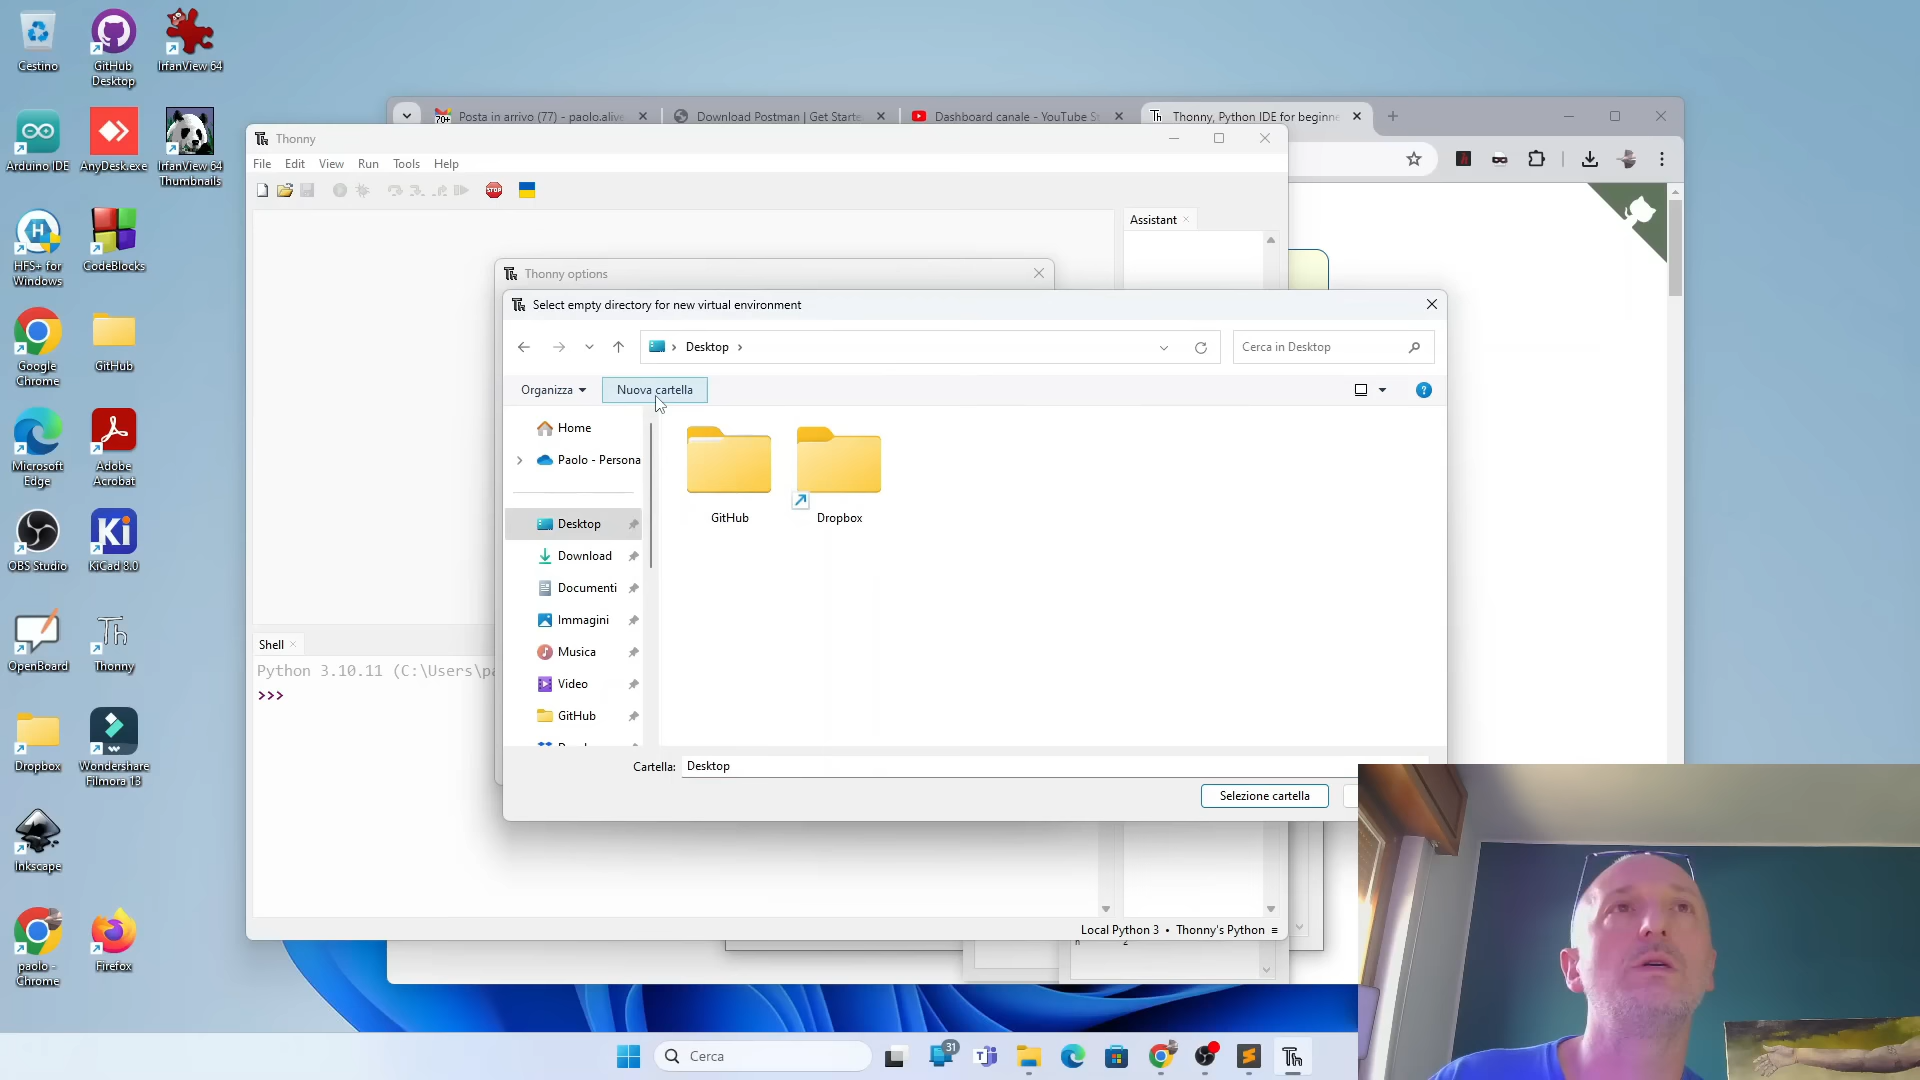 Cestino
GitHub
Desktop
IrfanView 64
Arduino IDE
AnyDesk.exe
IrfanView 64
Thumbnails
HFS+ for
Windows
CodeBlocks
Google
Chrome
GitHub
Microsoft
Edge
Adobe
Acrobat
OBS Studio
KiCad 8.0
OpenBoard
Thonny
Dropbox
Wondershare
Filmora 13
Inkscape
paolo -
Chrome
Firefox
Posta in arrivo (77) - paolo.alive
Download Postman | Get Starte
Dashboard canale - YouTube St
Thonny, Python IDE for beginne
Thonny
File Edit View Run Tools Help
STOP
Assistant
Thonny options
Select empty directory for new virtual environment
Desktop
Cerca in Desktop
Organizza
Nuova cartella
Home
Paolo - Persona
Desktop
Download
Documenti
Immagini
Musica
Video
GitHub
GitHub
Dropbox
Cartella: Desktop
Selezione cartella
Shell
Python 3.10.11 (C:\Users\pa
>>>
Local Python 3 • Thonny's Python ≡
Cerca
31